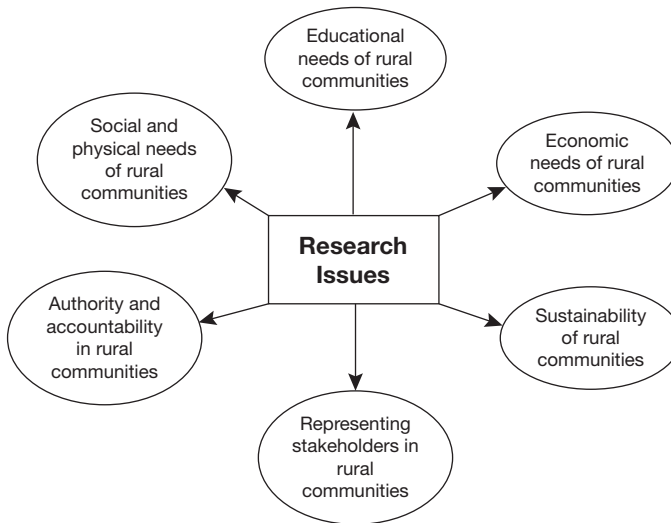 Educational
needs of rural
communities
Social and
physical needs
of rural
communities
Economic
needs of rural
communities
Research
Issues
Authority and
accountability
in rural
communities
Sustainability
of rural
communities
Representing
stakeholders in
rural
communities